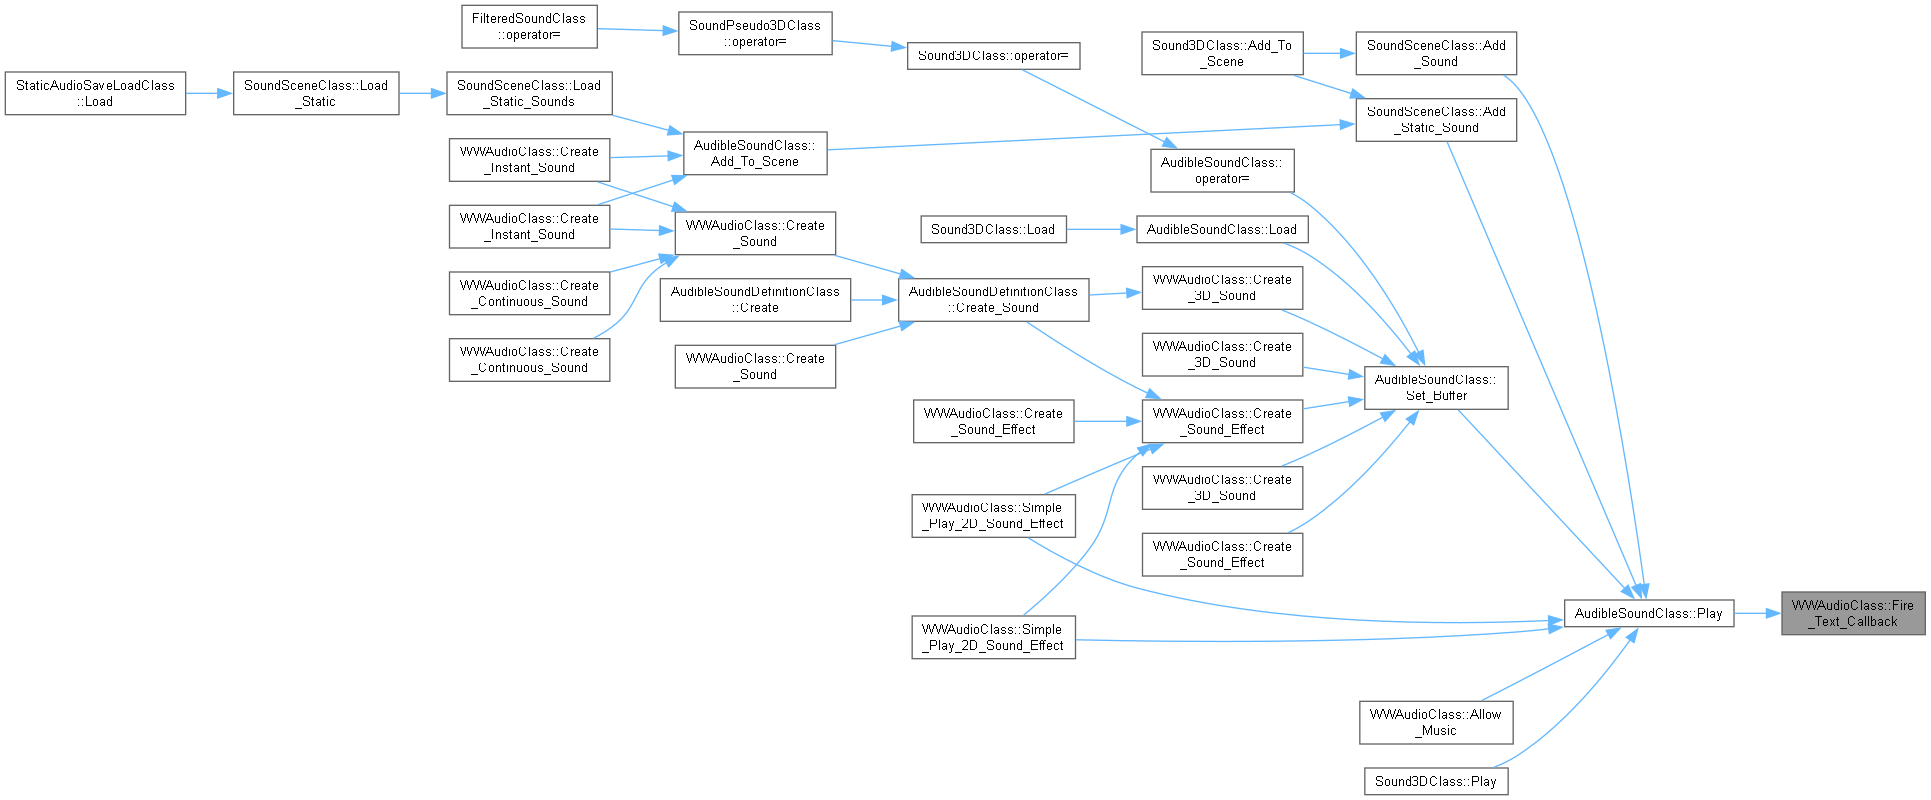 FilteredSoundClass
::operator=
SoundPseudo3DClass
::operator=
Sound3DClass::operator=
Sound3DClass::Add_To
_Scene
SoundSceneClass::Add
_Sound
StaticAudioSaveLoadClass
::Load
SoundSceneClass::Load
_Static
SoundSceneClass::Load
_Static_Sounds
SoundSceneClass::Add
_Static_Sound
AudibleSoundClass::
Add_To_Scene
WWAudioClass::Create
_Instant_Sound
AudibleSoundClass::
operator=
WWAudioClass::Create
_Instant_Sound
WWAudioClass::Create
_Sound
Sound3DClass::Load
AudibleSoundClass::Load
WWAudioClass::Create
_Continuous_Sound
AudibleSoundDefinitionClass
::Create
AudibleSoundDefinitionClass
::Create_Sound
WWAudioClass::Create
_3D_Sound
WWAudioClass::Create
_Continuous_Sound
WWAudioClass::Create
_Sound
WWAudioClass::Create
_3D_Sound
AudibleSoundClass::
Set_Buffer
WWAudioClass::Create
_Sound_Effect
WWAudioClass::Create
_Sound_Effect
WWAudioClass::Create
_3D_Sound
WWAudioClass::Simple
_Play_2D_Sound_Effect
WWAudioClass::Create
_Sound_Effect
AudibleSoundClass::Play
WWAudioClass::Fire
_Text_Callback
WWAudioClass::Simple
_Play_2D_Sound_Effect
WWAudioClass::Allow
_Music
Sound3DClass::Play